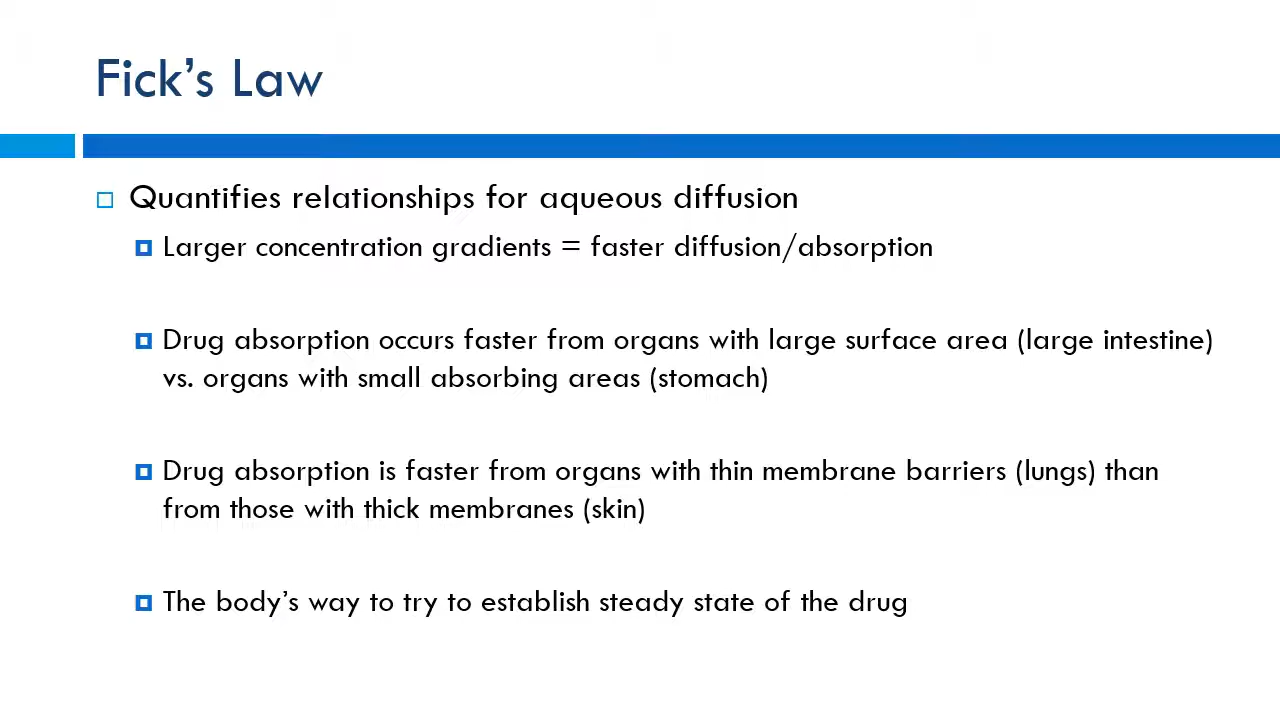 Fick's Law
Quantifies relationships for aqueous diffusion
Larger concentration gradients = faster diffusion/absorption
Drug absorption occurs faster from organs with large surface area (large intestine)
vs. organs with small absorbing areas (stomach)
Drug absorption is faster from organs with thin membrane barriers (lungs) than
from those with thick membranes (skin)
The body's way to try to establish steady state of the drug